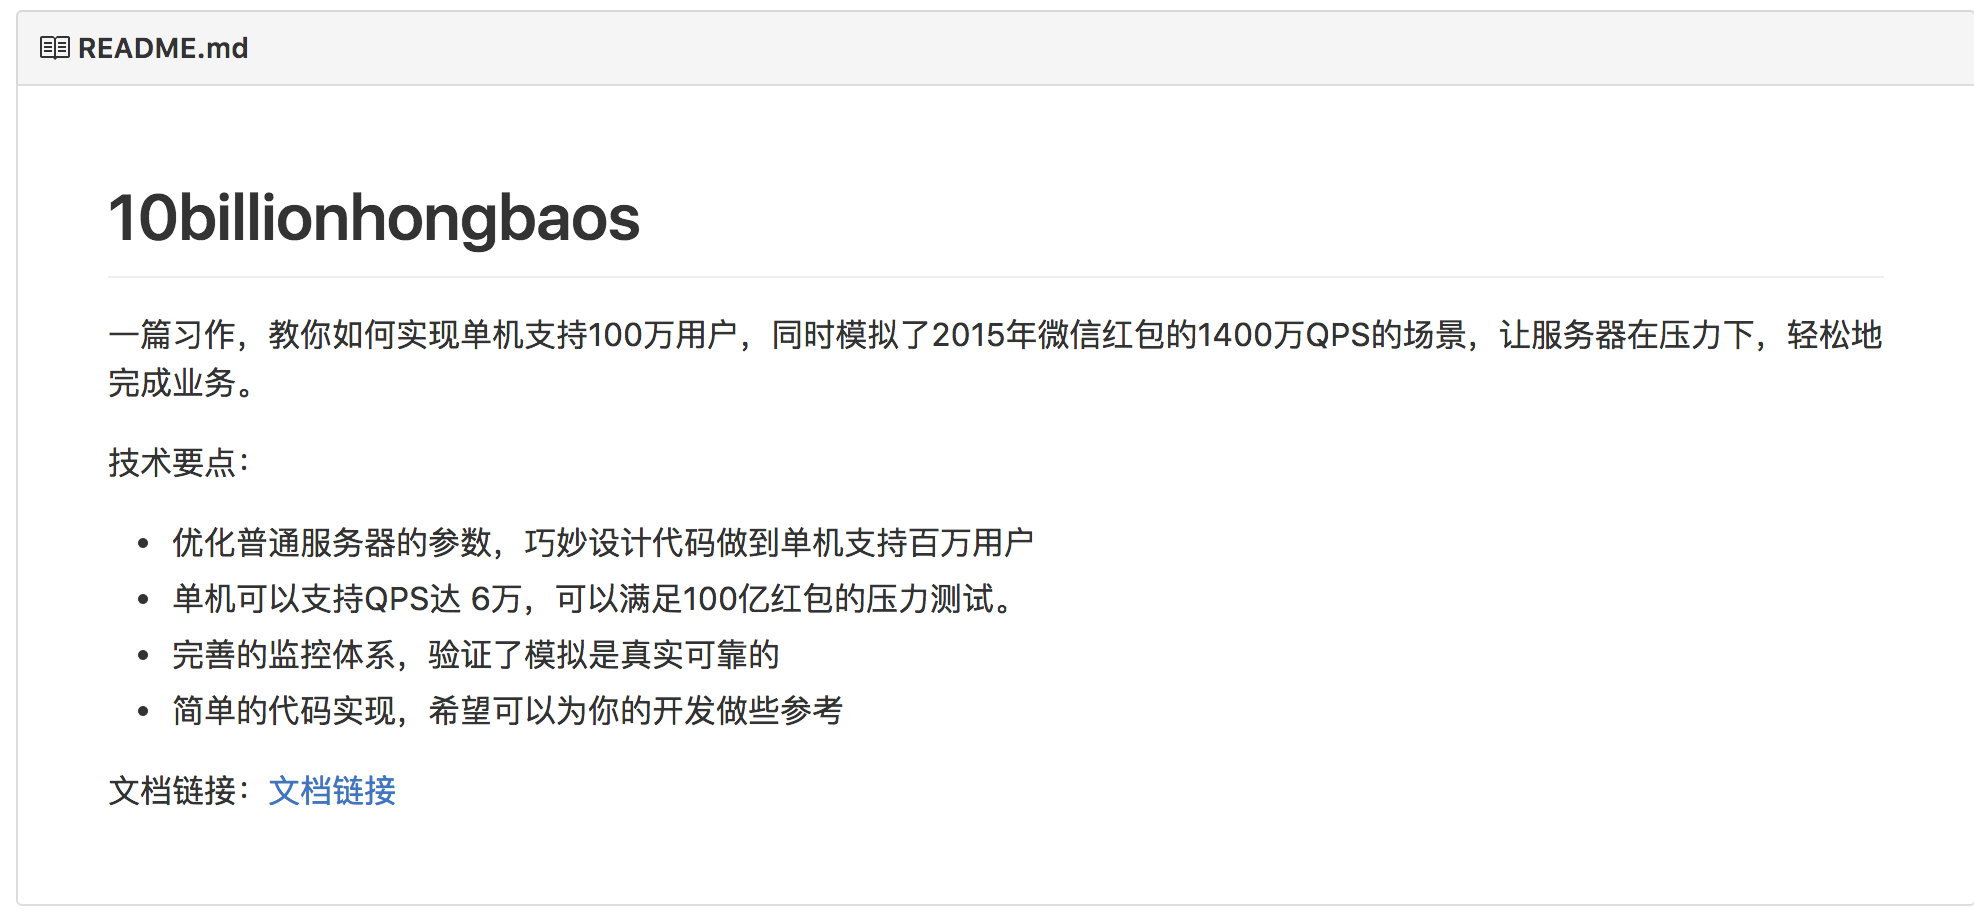 README.md
10billionhongbaos
一篇习作，教你如何实现单机支持100万用户，同时模拟了2015年微信红包的1400万QPS的场景，让服务器在压力下，轻松地
完成业务。
技术要点：
优化普通服务器的参数，巧妙设计代码做到单机支持百万用户
单机可以支持QPS达 6万，可以满足100亿红包的压力测试。
完善的监控体系，验证了模拟是真实可靠的
简单的代码实现，希望可以为你的开发做些参考
文档链接：文档链接